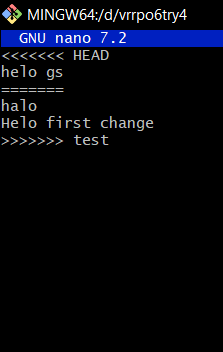 MINGW64:/d/vrrpo6try4
GNU nano 7.2
<<<<<<< HEAD
helo gs
=======
halo
Helo first change
>>>>>>> test